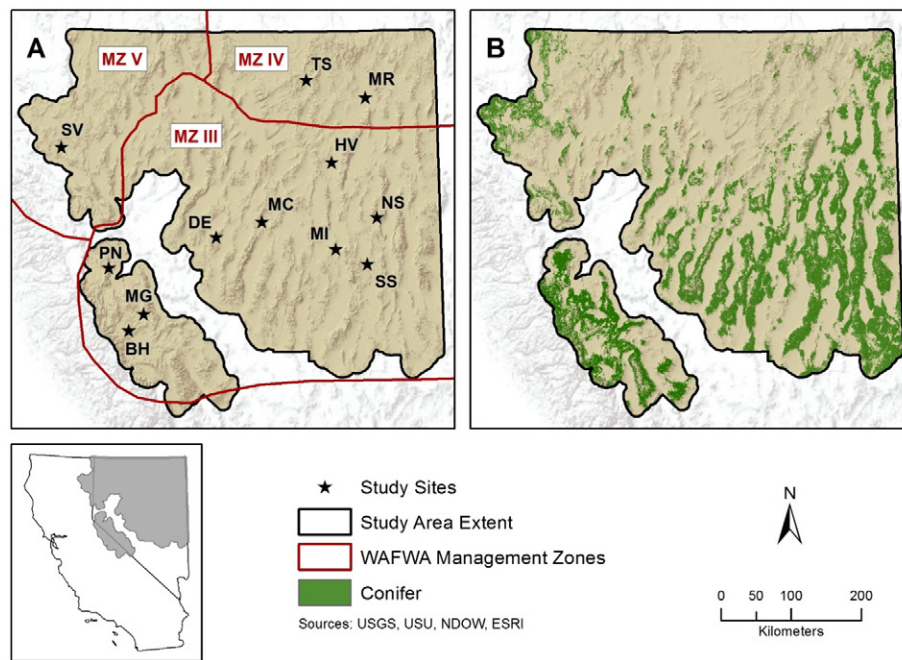 A
MZ V
MZ IV
TS
MR
SV
MZ III
HV
NS
MC
DE
MI
SS
PN
MG
BH
B
Study Sites
Study Area Extent
WAFWA Management Zones
Conifer
Sources: USGS, USU, NDOW, ESRI
N
0 50 100 200
Kilometers